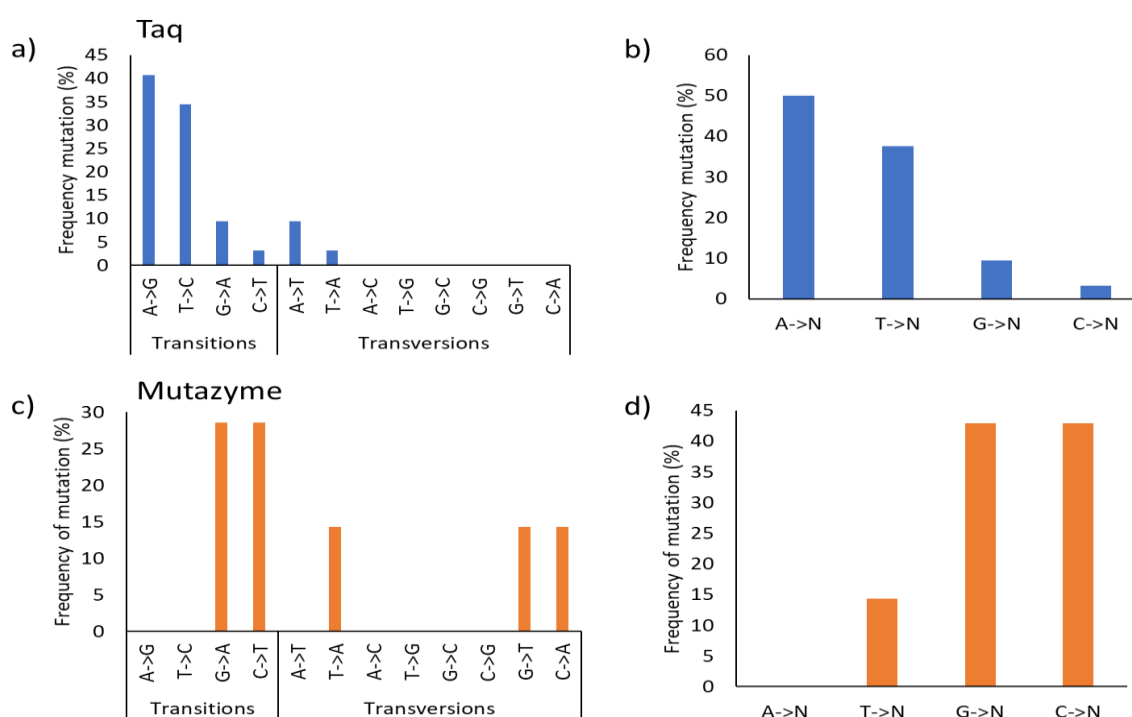 Taq
a)
Frequency mutation (%)
45
40
35
30
25
20
15
10
5
0
A->G
T->C
G->A
C->T
A->T
T->A
A->C
T->G
G->C
C->G
G->T
C->A
Transitions
Transversions
b)
Frequency mutation (%)
60
50
40
30
20
10
0
A->N
T->N
G->N
C->N
Mutazyme
c)
Frequency of mutation (%)
30
25
20
15
10
5
0
A->G
T->C
G->A
C->T
A->T
T->A
A->C
T->G
G->C
C->G
G->T
C->A
Transitions
Transversions
d)
Frequency of mutation (%)
45
40
35
30
25
20
15
10
5
0
A->N
T->N
G->N
C->N